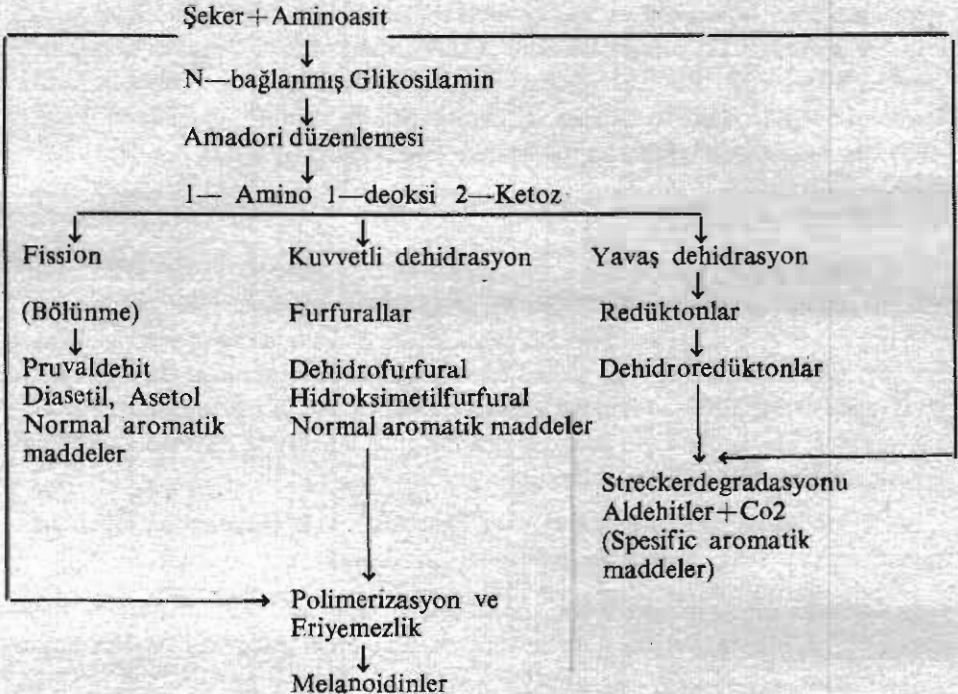 Şeker+Aminoasit
N—bağlanmış Glikosilamin
Amadori düzenlemesi
1— Amino 1—deoksi 2—Ketoz
Fission
(Bölünme)
Pruvaldehit
Diasetil, Asetol
Normal aromatik
maddeler
Kuvvetli dehidrasyon
Furfurallar
Dehidrofurfural
Hidroksimetilfurfural
Normal aromatik maddeler
Yavaş dehidrasyon
Redüktonlar
Dehidroredüktonlar
Streckerdegradasyonu
Aldehitler+Co2
(Spesific aromatik
maddeler)
Polimerizasyon ve
Eriyemezlik
Melanoidinler